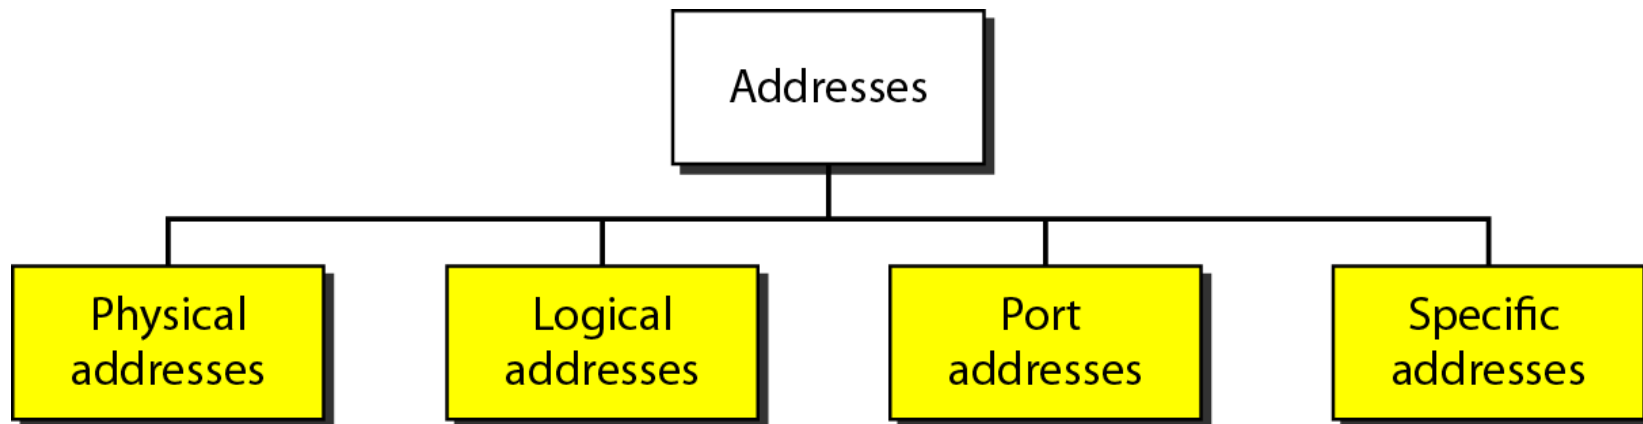 Addresses
Physical
addresses
Logical
addresses
Port
addresses
Specific
addresses